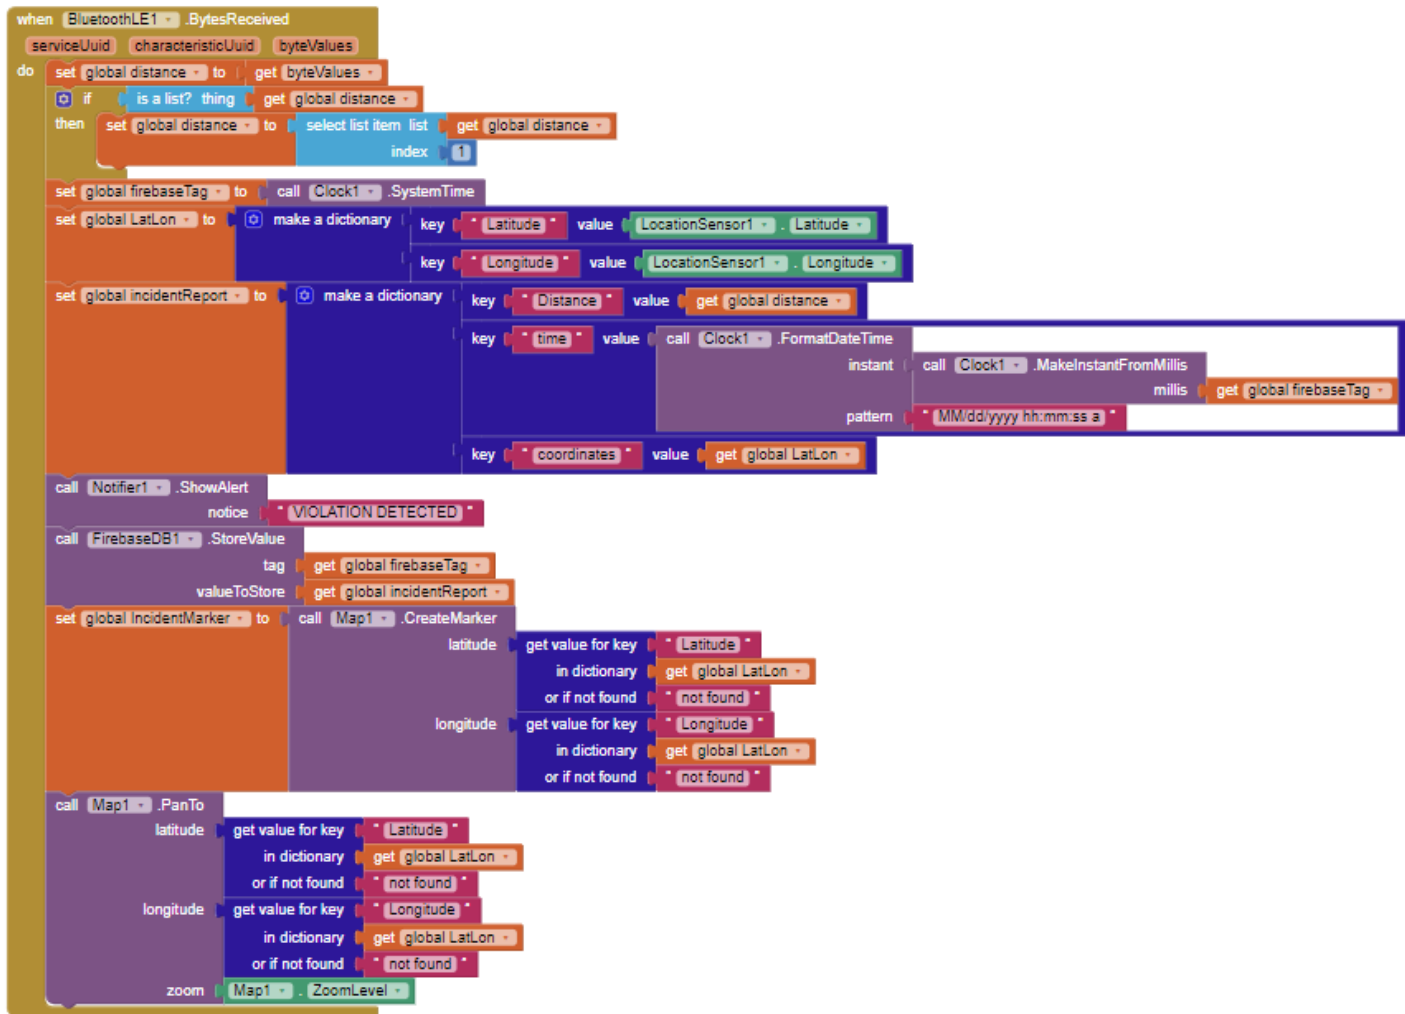 when BluetoothLE1 .BytesReceived
serviceUuid characteristicUuid byteValues
do set global distance to get byteValues
if is a list? thing get global distance
then set global distance to select list item list get global distance
index 1
set global firebaseTag to call Clock1 .SystemTime
set global LatLon to make a dictionary key " Latitude " value LocationSensor1 . Latitude
key " Longitude " value LocationSensor1 . Longitude
set global incidentReport to make a dictionary key " Distance " value get global distance
key " time " value call Clock1 .FormatDateTime
instant call Clock1 .MakeInstantFromMillis
millis get global firebaseTag
pattern " MM/dd/yyyy hh:mm:ss a "
key " coordinates " value get global LatLon
call Notifier1 .ShowAlert
notice " VIOLATION DETECTED "
call FirebaseDB1 .StoreValue
tag get global firebaseTag
valueToStore get global incidentReport
set global IncidentMarker to call Map1 .CreateMarker
latitude get value for key " Latitude "
in dictionary get global LatLon
or if not found " not found "
longitude get value for key " Longitude "
in dictionary get global LatLon
or if not found " not found "
call Map1 .PanTo
latitude get value for key " Latitude "
in dictionary get global LatLon
or if not found " not found "
longitude get value for key " Longitude "
in dictionary get global LatLon
or if not found " not found "
zoom Map1 . ZoomLevel